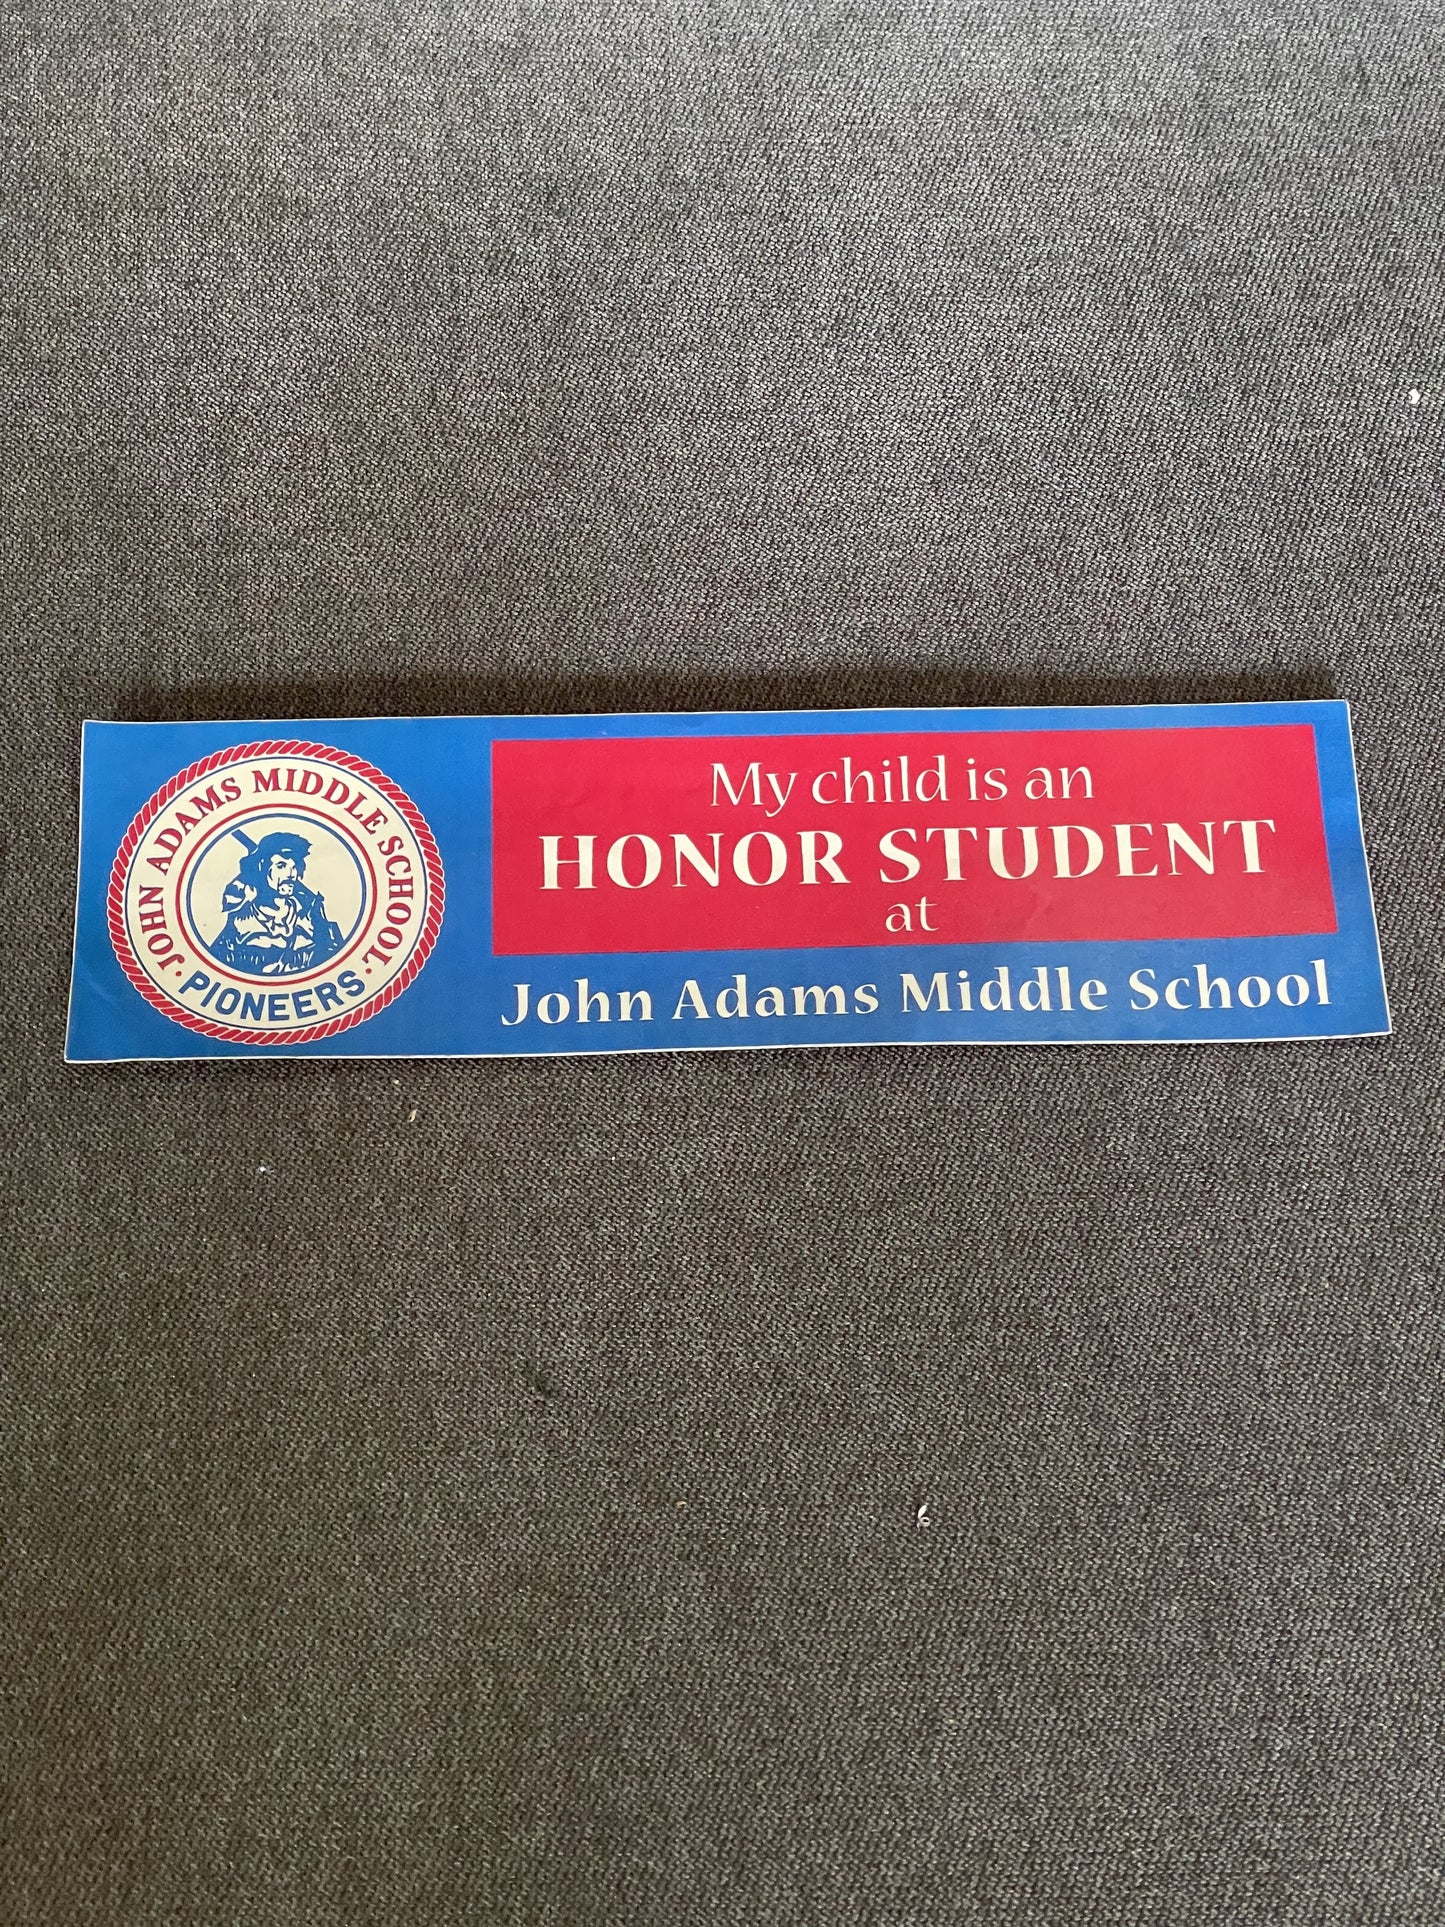 · JOHN ADAMS MIDDLE SCHOOL ·
PIONEERS
My child is an
HONOR STUDENT
at
John Adams Middle School